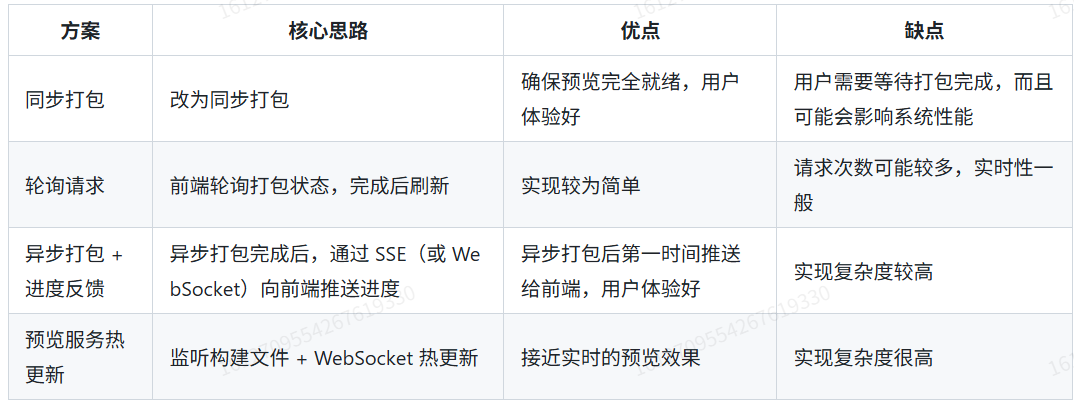 方案
核心思路
优点
缺点
同步打包
改为同步打包
确保预览完全就绪，用户
体验好
用户需要等待打包完成，而且
可能会影响系统性能
轮询请求
前端轮询打包状态，完成后刷新
实现较为简单
请求次数可能较多，实时性一
般
异步打包 +
进度反馈
异步打包完成后，通过 SSE（或 We
bSocket）向前端推送进度
异步打包后第一时间推送
给前端，用户体验好
实现复杂度较高
预览服务热
更新
监听构建文件 + WebSocket 热更新
接近实时的预览效果
实现复杂度很高